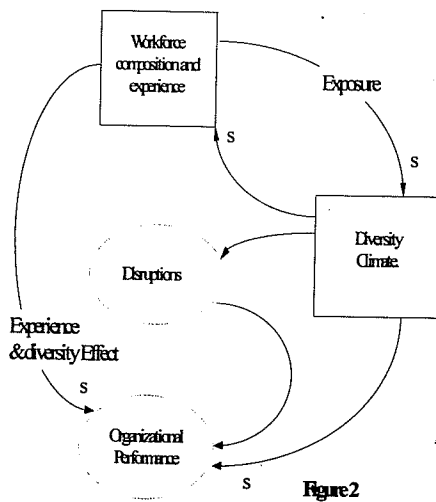 Workforce
composition and
experience
Exposure
S
S
Diversity
Climate.
Disruptions
Experience
&diversity Effect
S
Organizational
Performance
S
Figure 2